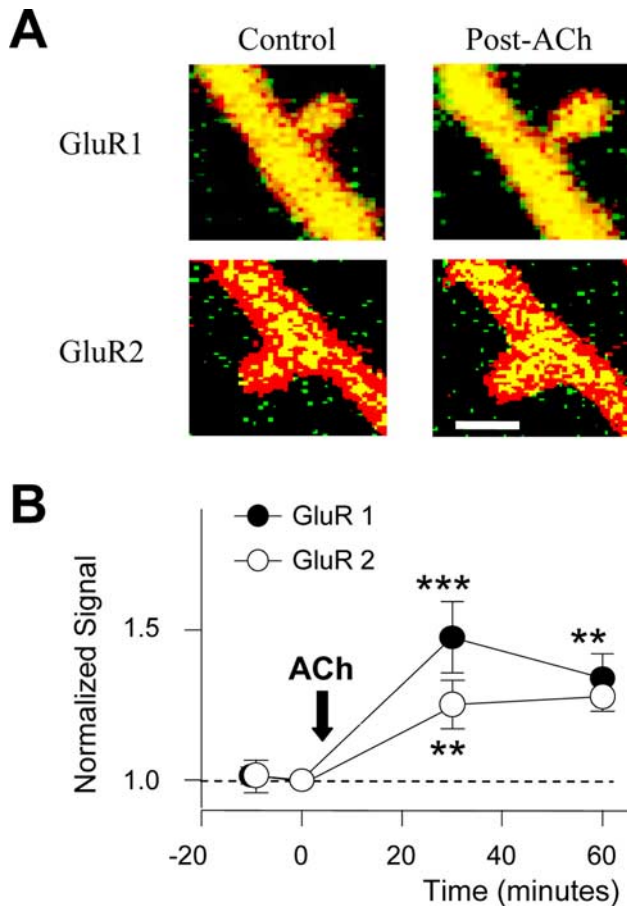 A
Control Post-ACh
GluR1
GluR2
B
GluR 1
GluR 2
Normalized Signal
1.5
1.0
ACh
***
**
**
-20 0 20 40 60
Time (minutes)